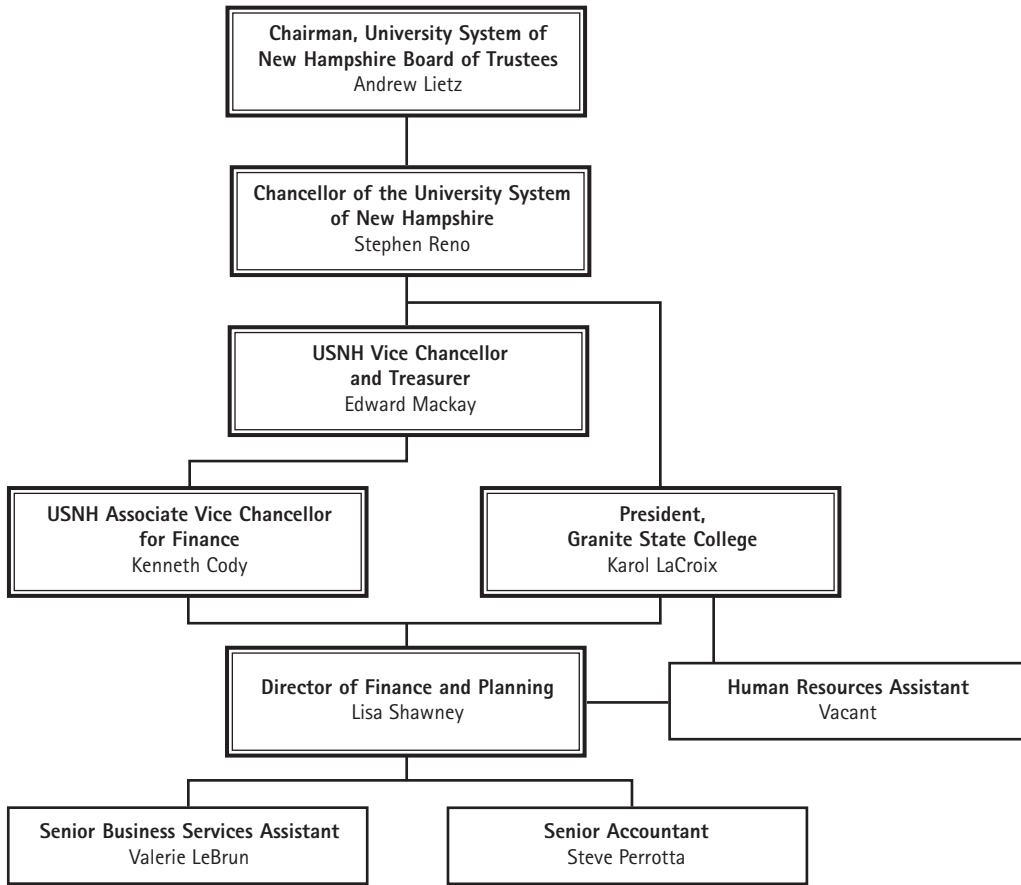 Chairman, University System of
New Hampshire Board of Trustees
Andrew Lietz
Chancellor of the University System
of New Hampshire
Stephen Reno
USNH Vice Chancellor
and Treasurer
Edward Mackay
USNH Associate Vice Chancellor
for Finance
Kenneth Cody
President,
Granite State College
Karol LaCroix
Director of Finance and Planning
Lisa Shawney
Human Resources Assistant
Vacant
Senior Business Services Assistant
Valerie LeBrun
Senior Accountant
Steve Perrotta